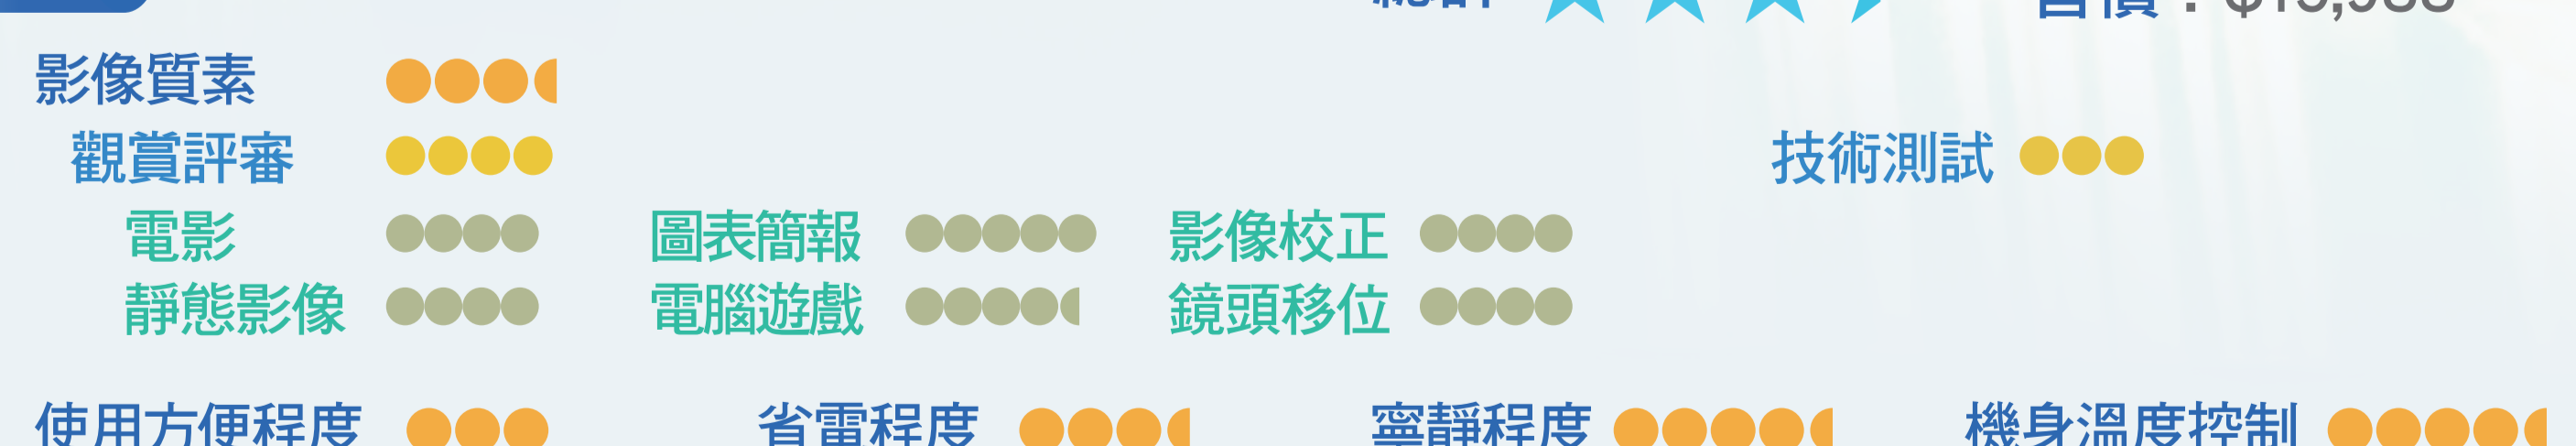 影像質素
觀賞評審 技術測試
電影 圖表簡報 影像校正
靜態影像 電腦遊戲 鏡頭移位
使用方便程度 省電程度 寧靜程度 機身溫度控制